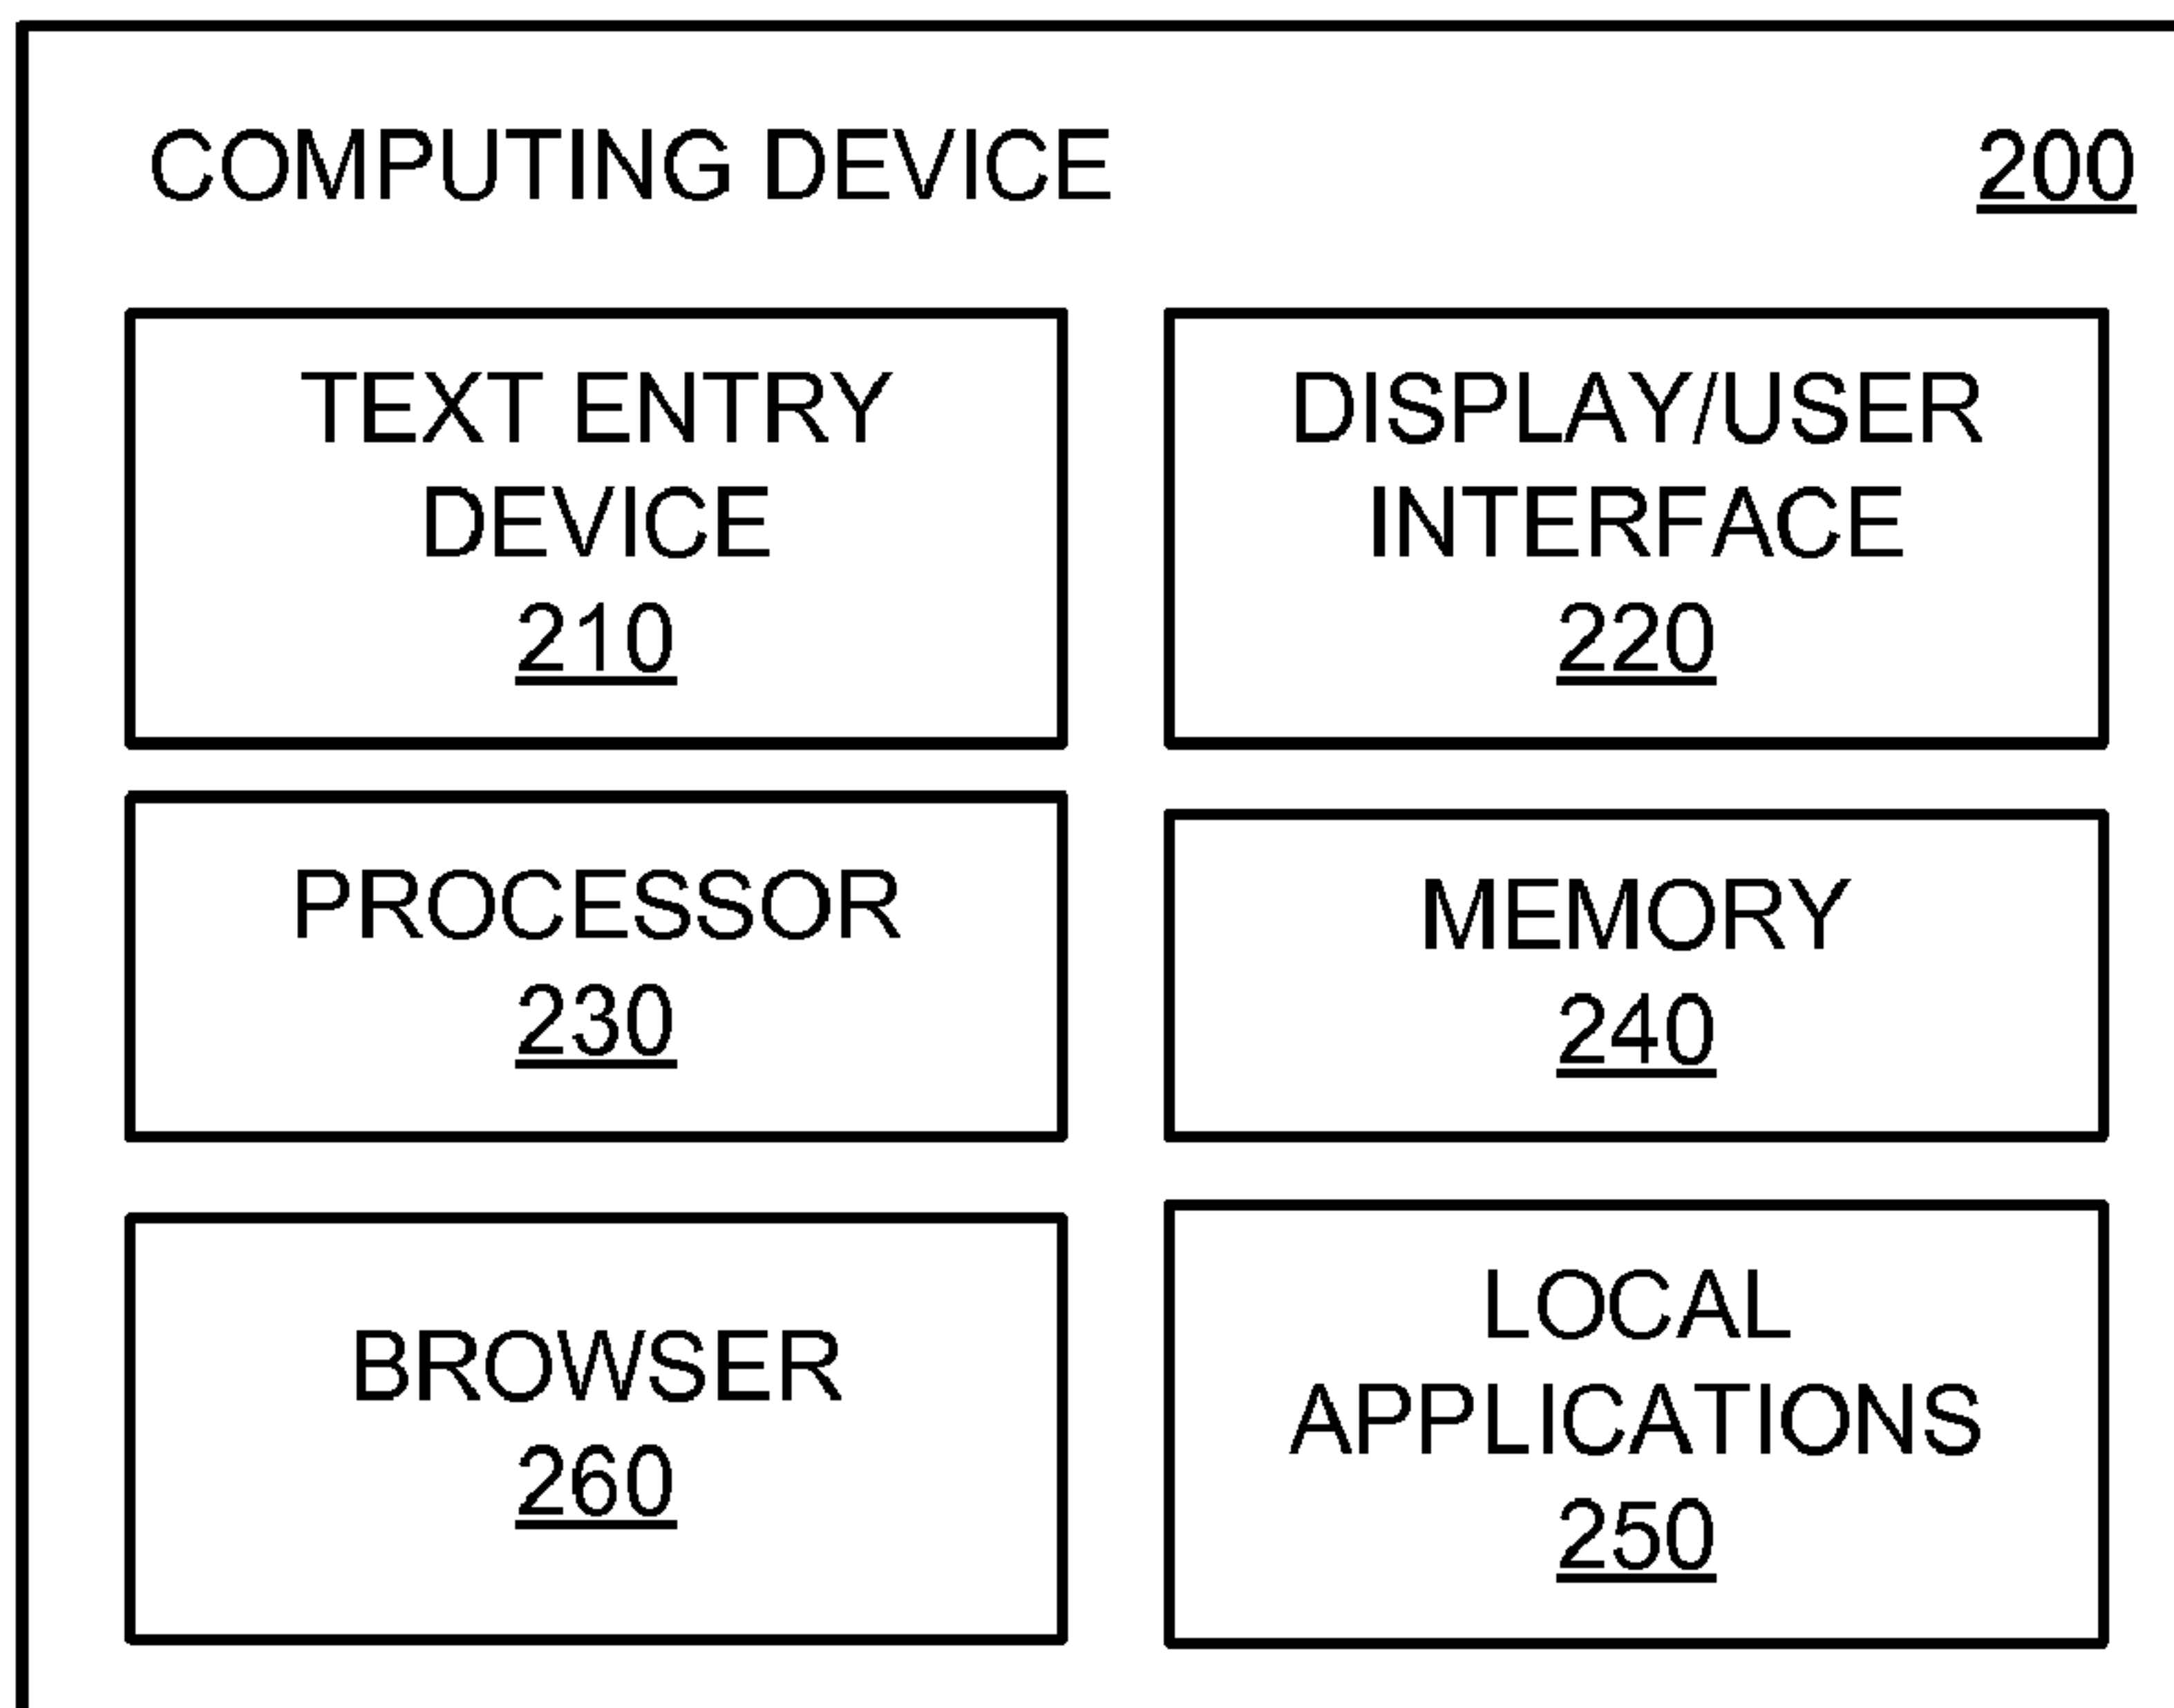 COMPUTING DEVICE 200
TEXT ENTRY
DEVICE
210
DISPLAY/USER
INTERFACE
220
PROCESSOR
230
MEMORY
240
BROWSER
260
LOCAL
APPLICATIONS
250